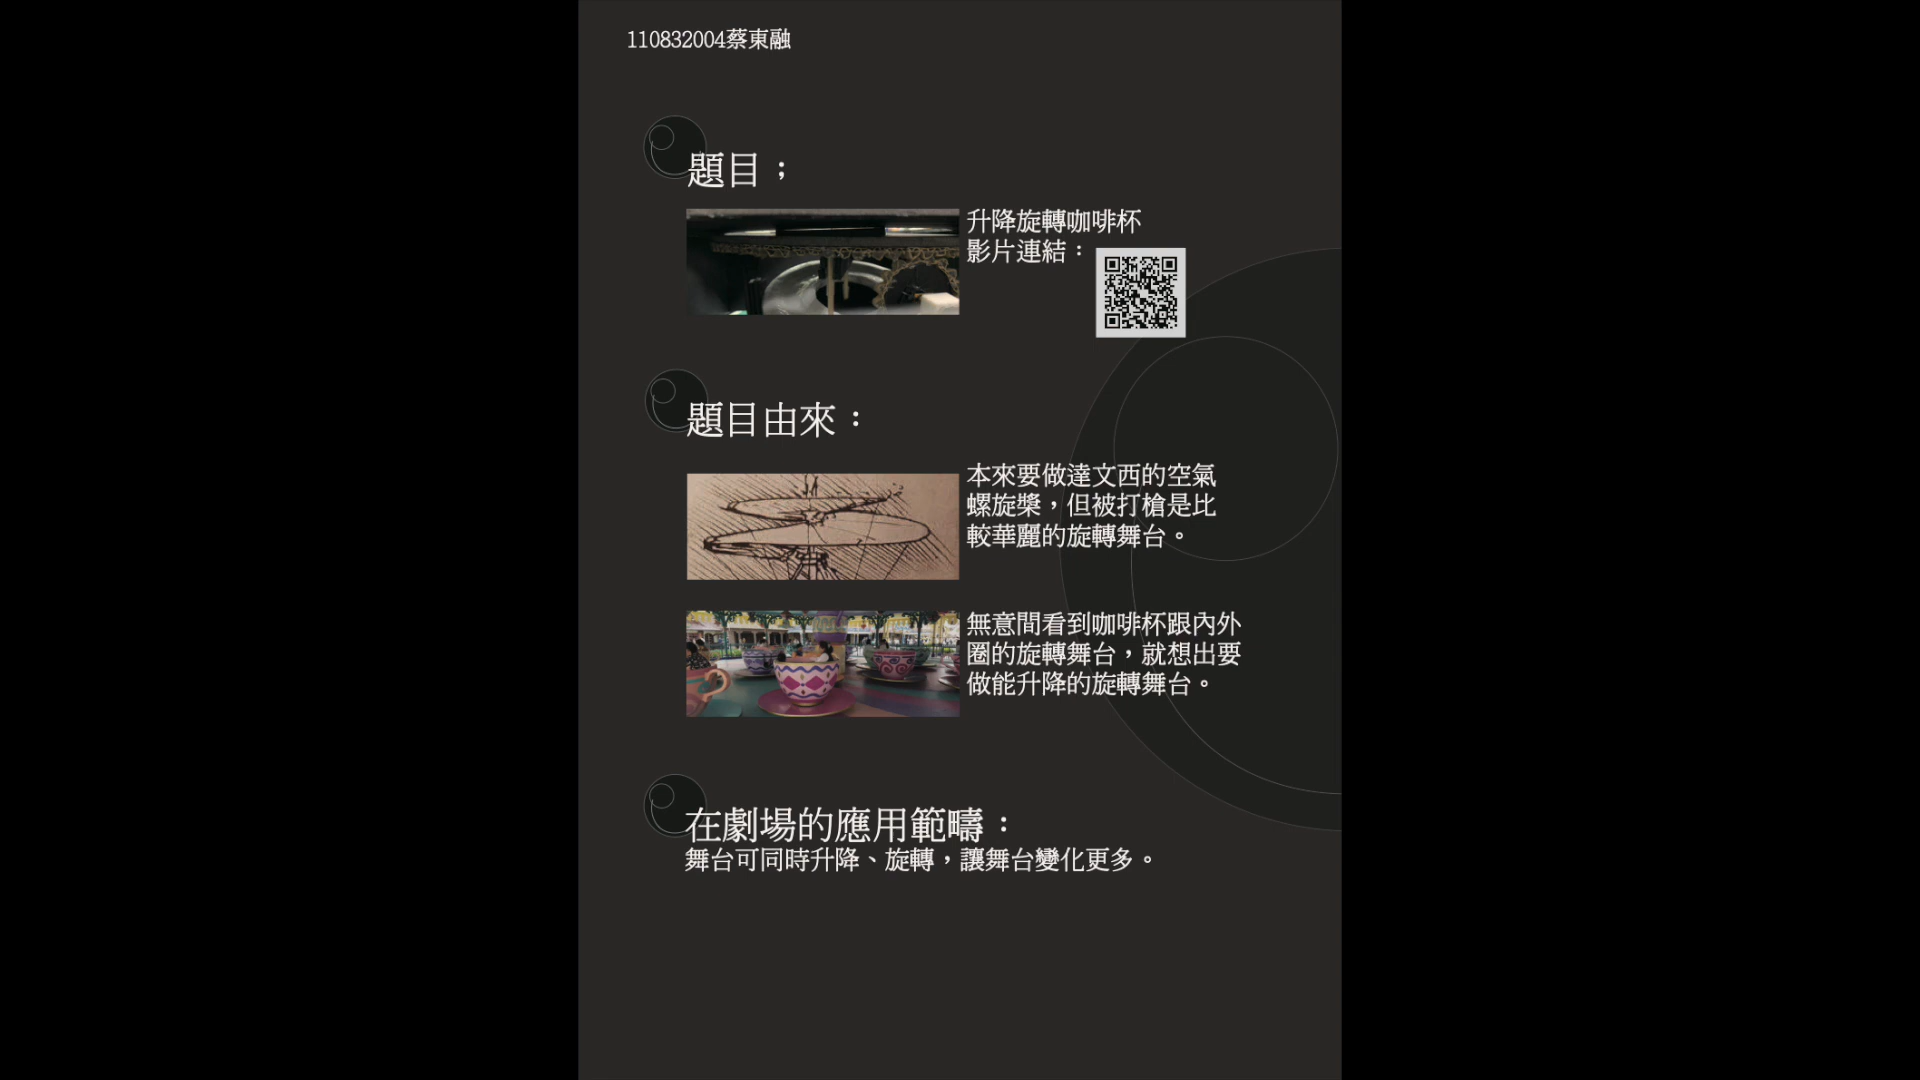 110832004蔡東融
題目；
升降旋轉咖啡杯
影片連結：
題目由來：
本來要做達文西的空氣
螺旋槳，但被打槍是比
較華麗的旋轉舞台。
無意間看到咖啡杯跟內外
圈的旋轉舞台，就想出要
做能升降的旋轉舞台。
在劇場的應用範疇：
舞台可同時升降、旋轉，讓舞台變化更多。